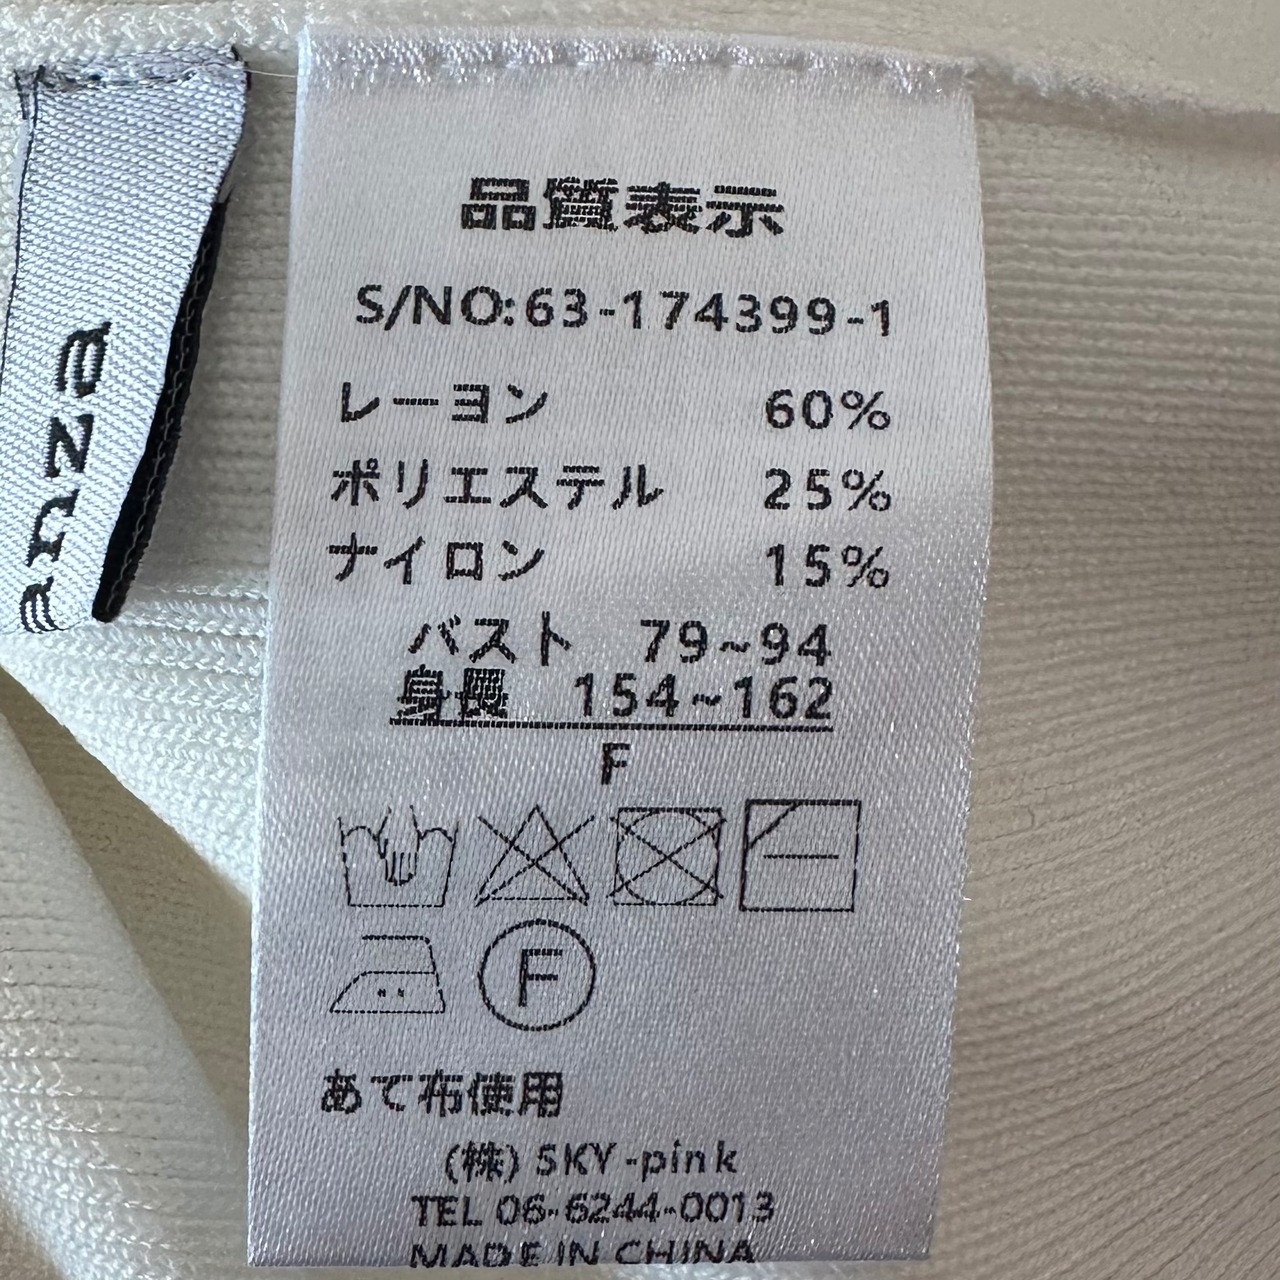 anza
品質表示
S/NO:63-174399-1
レーヨン 60%
ポリエステル 25%
ナイロン 15%
バスト 79~94
身長 154~162
F
F
あて布使用
(株) SKY-pink
TEL 06-6244-0013
MADE IN CHINA